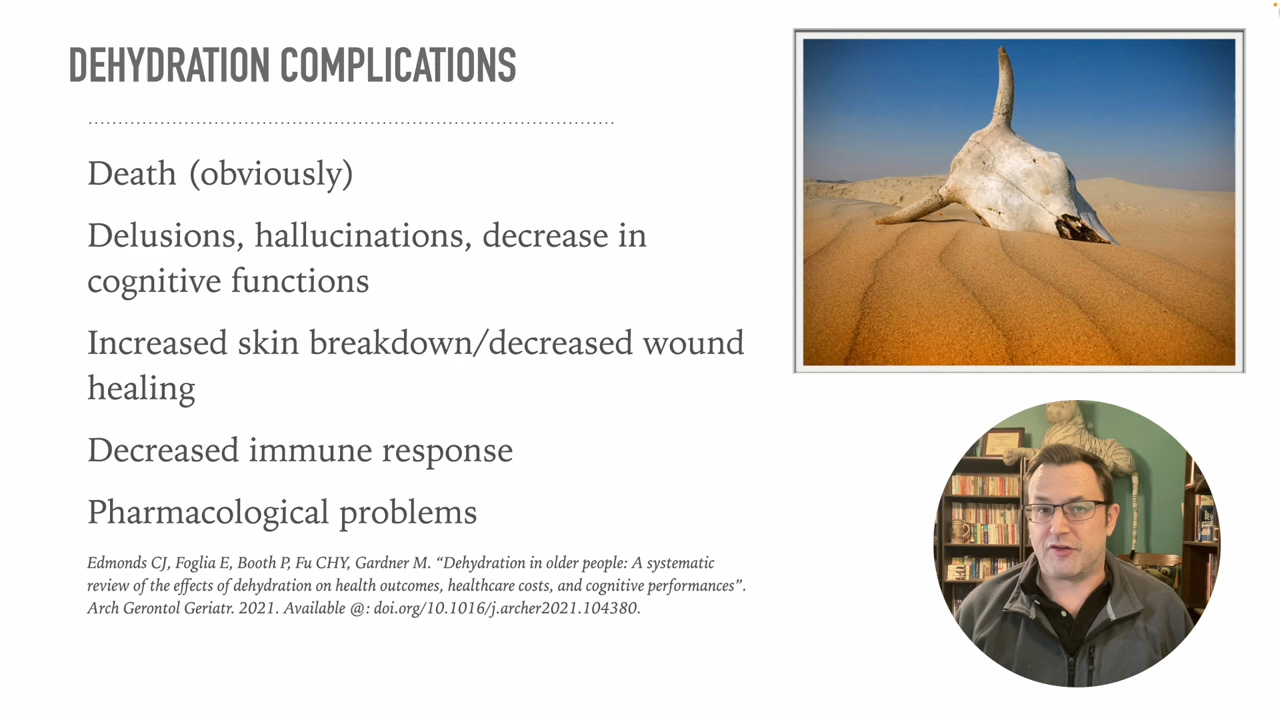 DEHYDRATION COMPLICATIONS
Death (obviously)
Delusions, hallucinations, decrease in
cognitive functions
Increased skin breakdown/decreased wound
healing
Decreased immune response
Pharmacological problems
Edmonds CJ, Foglia E, Booth P, Fu CHY, Gardner M. “Dehydration in older people: A systematic
review of the effects of dehydration on health outcomes, healthcare costs, and cognitive performances”.
Arch Gerontol Geriatr. 2021. Available @: doi.org/10.1016/j.archer2021.104380.